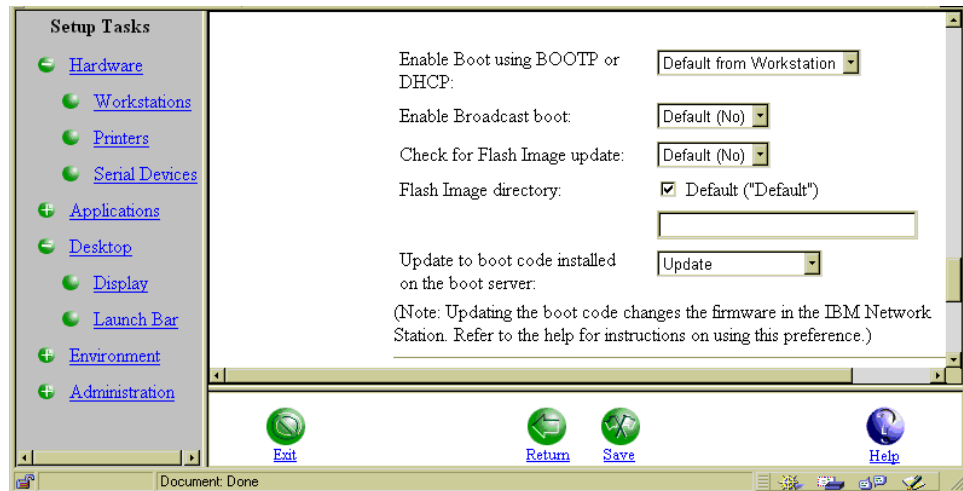 Setup Tasks
Hardware
Workstations
Printers
Serial Devices
Applications
Desktop
Display
Launch Bar
Environment
Administration
Enable Boot using BOOTP or
DHCP:
Default from Workstation
Enable Broadcast boot:
Default (No)
Check for Flash Image update:
Default (No)
Flash Image directory:
Default ("Default")
Update to boot code installed
on the boot server:
Update
(Note: Updating the boot code changes the firmware in the IBM Network
Station. Refer to the help for instructions on using this preference.)
Exit
Return
Save
Help
Document: Done